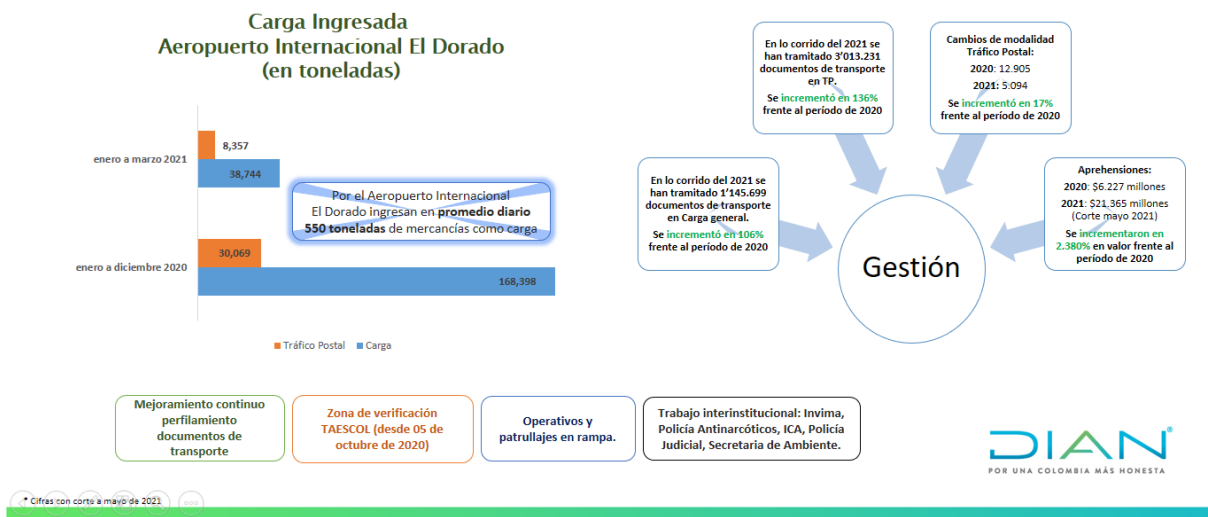 Carga Ingresada
Aeropuerto Internacional El Dorado
(en toneladas)
enero a marzo 2021
8,357
38,744
Por el Aeropuerto Internacional
El Dorado ingresan en promedio diario
550 toneladas de mercancías como carga
enero a diciembre 2020
30,069
168,398
Tráfico Postal
Carga
En lo corrido del 2021 se
han tramitado 1'145.699
documentos de transporte
en Carga general.
Se incrementó en 106%
frente al período de 2020
En lo corrido del 2021 se
han tramitado 3'013.231
documentos de transporte
en TP.
Se incrementó en 136%
frente al período de 2020
Cambios de modalidad
Tráfico Postal:
2020: 12.905
2021: 5.094
Se incrementó en 17%
frente al período de 2020
Aprehensiones:
2020: $6.227 millones
2021: $21,365 millones
(Corte mayo 2021)
Se incrementaron en
2.380% en valor frente al
período de 2020
Gestión
Mejoramiento continuo
perfilamiento
documentos de
transporte
Zona de verificación
TAESCOL (desde 05 de
octubre de 2020)
Operativos y
patrullajes en rampa.
Trabajo interinstitucional: Invima,
Policía Antinarcóticos, ICA, Policía
Judicial, Secretaria de Ambiente.
DIAN®
POR UNA COLOMBIA MÁS HONESTA
* Cifras con corte a mayo de 2021